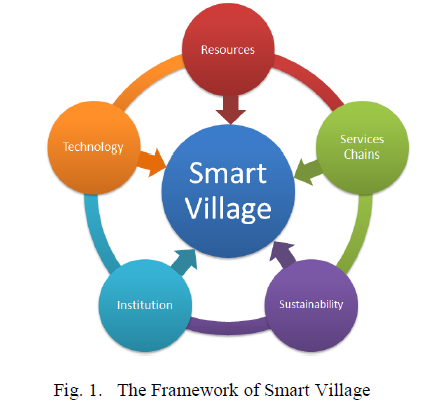 Resources
Technology
Services
Chains
Smart
Village
Institution
Sustainability
Fig. 1. The Framework of Smart Village